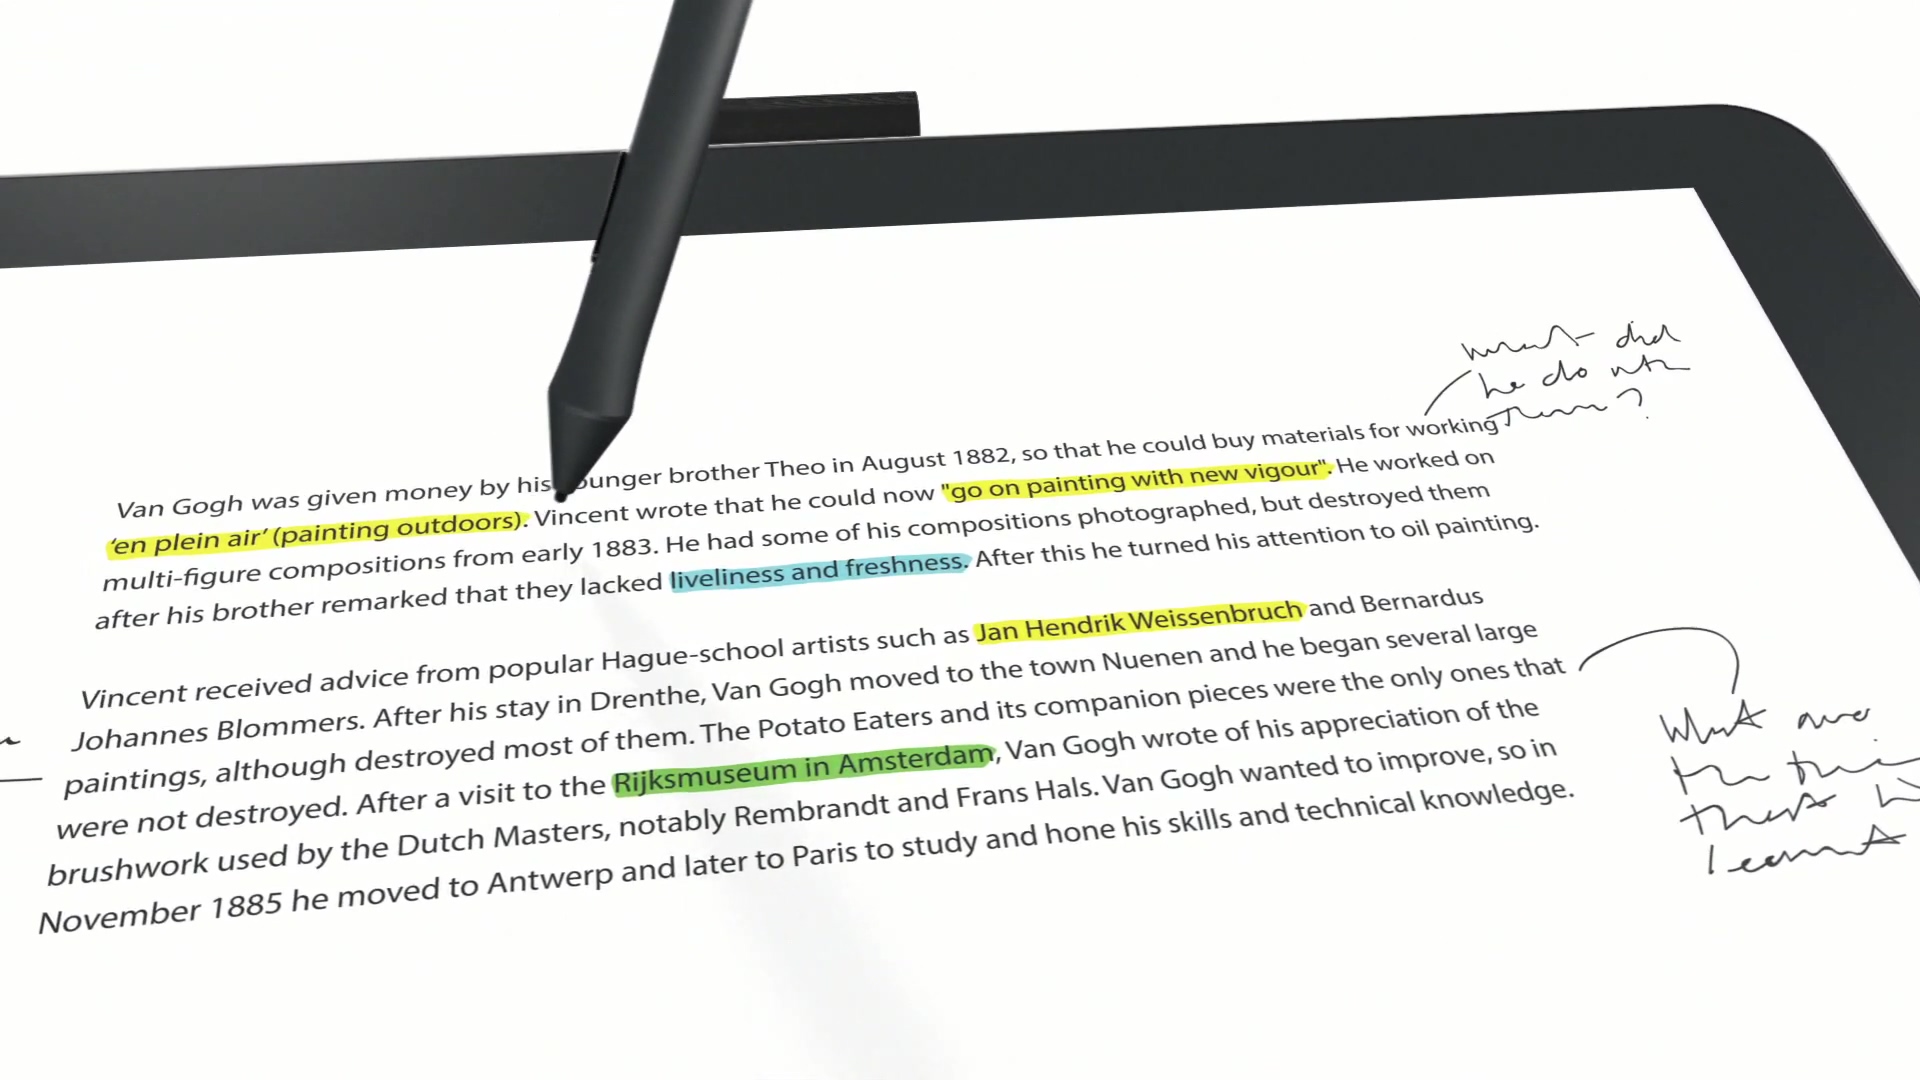 what did
he do with
them?
Van Gogh was given money by his younger brother Theo in August 1882, so that he could buy materials for working
‘en plein air’ (painting outdoors). Vincent wrote that he could now "go on painting with new vigour". He worked on
multi-figure compositions from early 1883. He had some of his compositions photographed, but destroyed them
after his brother remarked that they lacked liveliness and freshness. After this he turned his attention to oil painting.
Vincent received advice from popular Hague-school artists such as Jan Hendrik Weissenbruch and Bernardus
Johannes Blommers. After his stay in Drenthe, Van Gogh moved to the town Nuenen and he began several large
paintings, although destroyed most of them. The Potato Eaters and its companion pieces were the only ones that
were not destroyed. After a visit to the Rijksmuseum in Amsterdam, Van Gogh wrote of his appreciation of the
brushwork used by the Dutch Masters, notably Rembrandt and Frans Hals. Van Gogh wanted to improve, so in
November 1885 he moved to Antwerp and later to Paris to study and hone his skills and technical knowledge.
What are
the
that
learnt